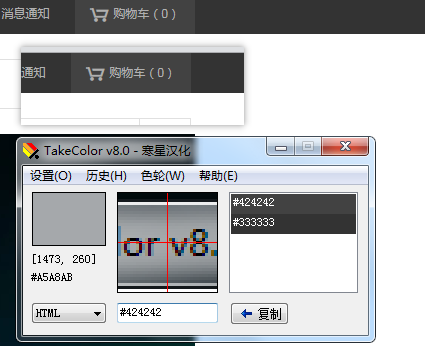 消息通知 购物车（0）
通知 购物车（0）
TakeColor v8.0 - 寒星汉化
设置(O) 历史(H) 色轮(W) 帮助(E)
lor v8.
#424242
#333333
[1473, 260]
#A5A8AB
HTML #424242 复制